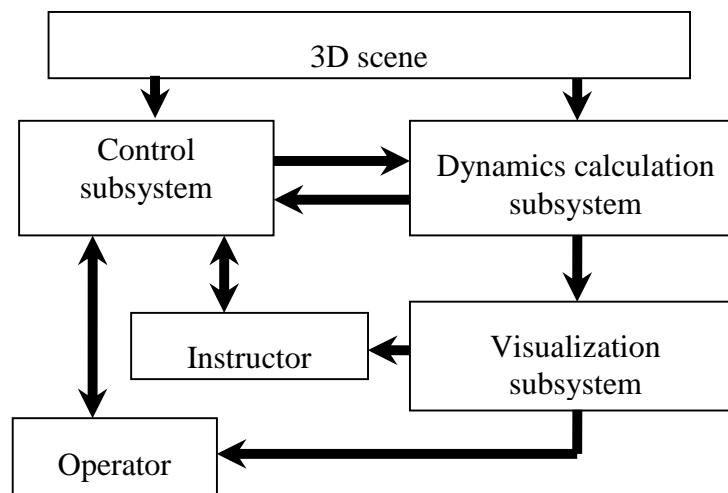 3D scene
Control
subsystem
Dynamics calculation
subsystem
Instructor
Visualization
subsystem
Operator